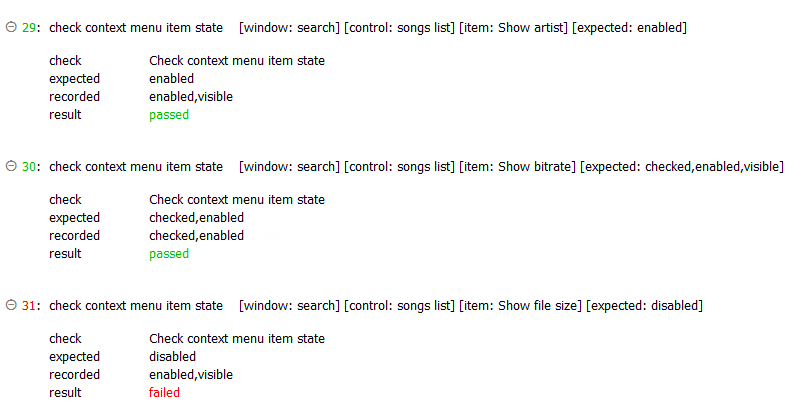 29: check context menu item state [window: search] [control: songs list] [item: Show artist] [expected: enabled]
check Check context menu item state
expected enabled
recorded enabled,visible
result passed
30: check context menu item state [window: search] [control: songs list] [item: Show bitrate] [expected: checked,enabled,visible]
check Check context menu item state
expected checked,enabled
recorded checked,enabled
result passed
31: check context menu item state [window: search] [control: songs list] [item: Show file size] [expected: disabled]
check Check context menu item state
expected disabled
recorded enabled,visible
result failed